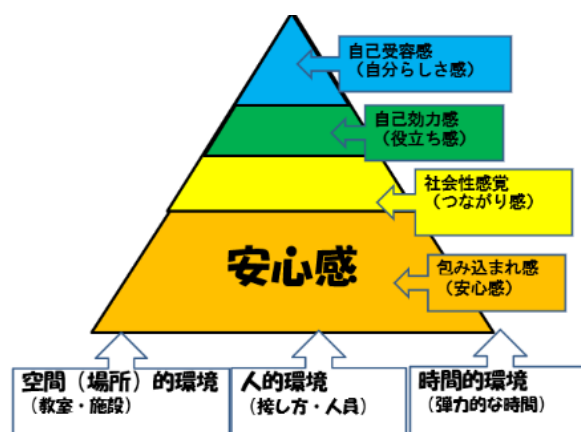 自己受容感
(自分らしさ感)
自己効力感
(役立ち感)
社会性感覚
(つながり感)
安心感
包み込まれ感
(安心感)
空間(場所)的環境
(教室・施設)
人的環境
(接し方・人員)
時間的環境
(弾力的な時間)